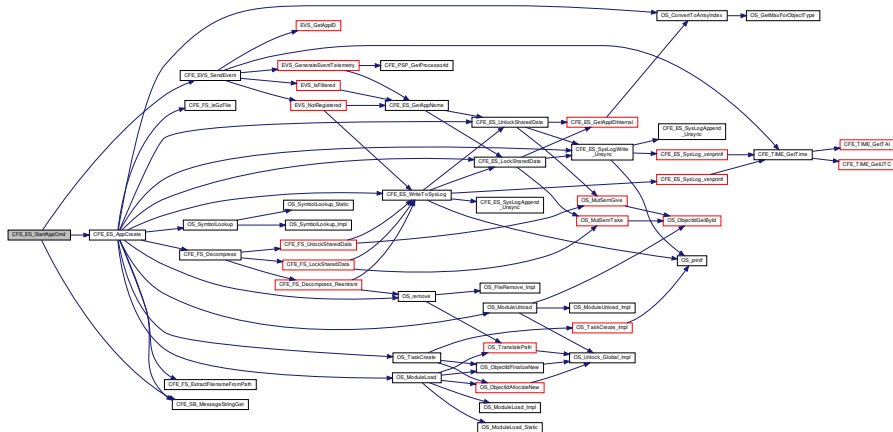 OS_ConvertToArrayIndex
OS_GetMaxForObjectType
EVS_GetAppID
EVS_GenerateEventTelemetry
CFE_PSP_GetProcessorId
CFE_EVS_SendEvent
EVS_IsFiltered
CFE_FS_IsGzFile
EVS_NotRegistered
CFE_ES_GetAppName
CFE_ES_UnlockSharedData
CFE_ES_GetAppIDInternal
CFE_ES_SysLogAppend
_Unsync
CFE_ES_SysLogWrite
_Unsync
CFE_ES_SysLog_vsnprintf
CFE_TIME_GetTime
CFE_TIME_GetTAI
CFE_TIME_GetUTC
CFE_ES_LockSharedData
CFE_ES_SysLog_vsnprintf
CFE_ES_WriteToSysLog
CFE_ES_SysLogAppend
_Unsync
OS_MutSemGive
OS_MutSemTake
OS_ObjectIdGetById
OS_SymbolLookup_Static
OS_SymbolLookup
OS_SymbolLookup_Impl
CFE_ES_StartAppCmd
CFE_ES_AppCreate
CFE_FS_UnlockSharedData
CFE_FS_Decompress
CFE_FS_LockSharedData
OS_printf
CFE_FS_Decompress_Reentrant
OS_FileRemove_Impl
OS_remove
OS_ModuleUnload
OS_ModuleUnload_Impl
OS_TaskCreate_Impl
OS_TranslatePath
OS_TaskCreate
OS_Unlock_Global_Impl
OS_ObjectIdFinalizeNew
OS_ModuleLoad
OS_ObjectIdAllocateNew
CFE_FS_ExtractFilenameFromPath
CFE_SB_MessageStringGet
OS_ModuleLoad_Impl
OS_ModuleLoad_Static